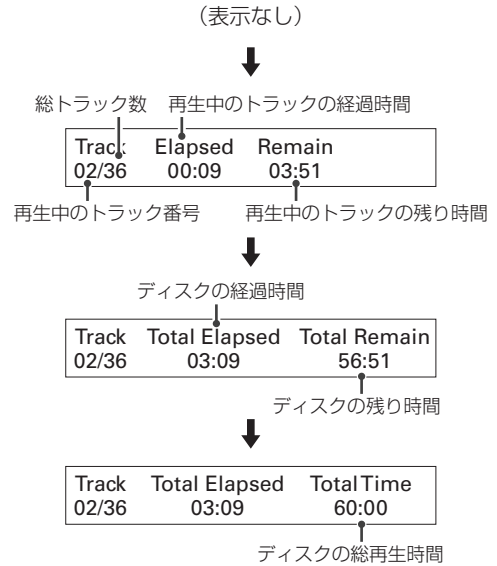 （表示なし）
総トラック数 再生中のトラックの経過時間
Track Elapsed Remain
02/36 00:09 03:51
再生中のトラック番号 再生中のトラックの残り時間
ディスクの経過時間
Track Total Elapsed Total Remain
02/36 03:09 56:51
ディスクの残り時間
Track Total Elapsed Total Time
02/36 03:09 60:00
ディスクの総再生時間